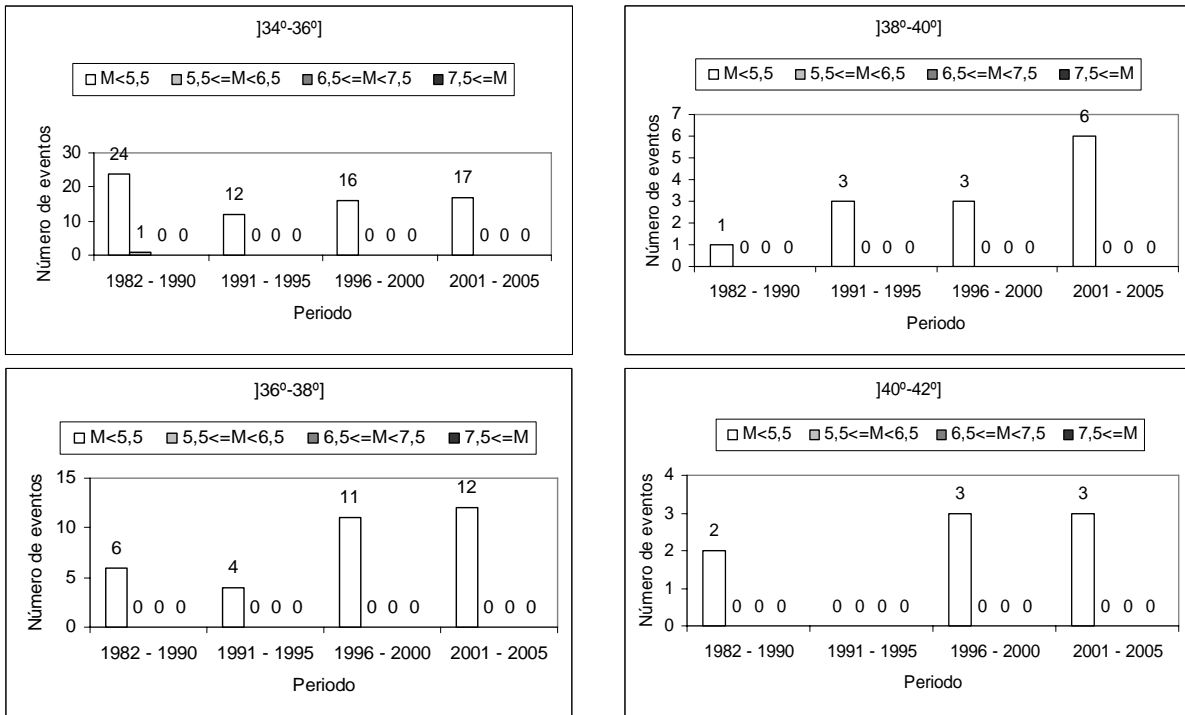 ]34º-36º]
M<5,5 5,5<=M<6,5 6,5<=M<7,5 7,5<=M
Número de eventos
30
20
10
0
24
1 0 0
12
0 0 0
16
0 0 0
17
0 0 0
1982 - 1990 1991 - 1995 1996 - 2000 2001 - 2005
Periodo
]38º-40º]
M<5,5 5,5<=M<6,5 6,5<=M<7,5 7,5<=M
Número de eventos
7
6
5
4
3
2
1
0
1
0 0 0
3
0 0 0
3
0 0 0
6
0 0 0
1982 - 1990 1991 - 1995 1996 - 2000 2001 - 2005
Periodo
]36º-38º]
M<5,5 5,5<=M<6,5 6,5<=M<7,5 7,5<=M
Número de eventos
15
10
5
0
6
0 0 0
4
0 0 0
11
0 0 0
12
0 0 0
1982 - 1990 1991 - 1995 1996 - 2000 2001 - 2005
Periodo
]40º-42º]
M<5,5 5,5<=M<6,5 6,5<=M<7,5 7,5<=M
Número de eventos
4
3
2
1
0
2
0 0 0
0 0 0 0
3
0 0 0
3
0 0 0
1982 - 1990 1991 - 1995 1996 - 2000 2001 - 2005
Periodo